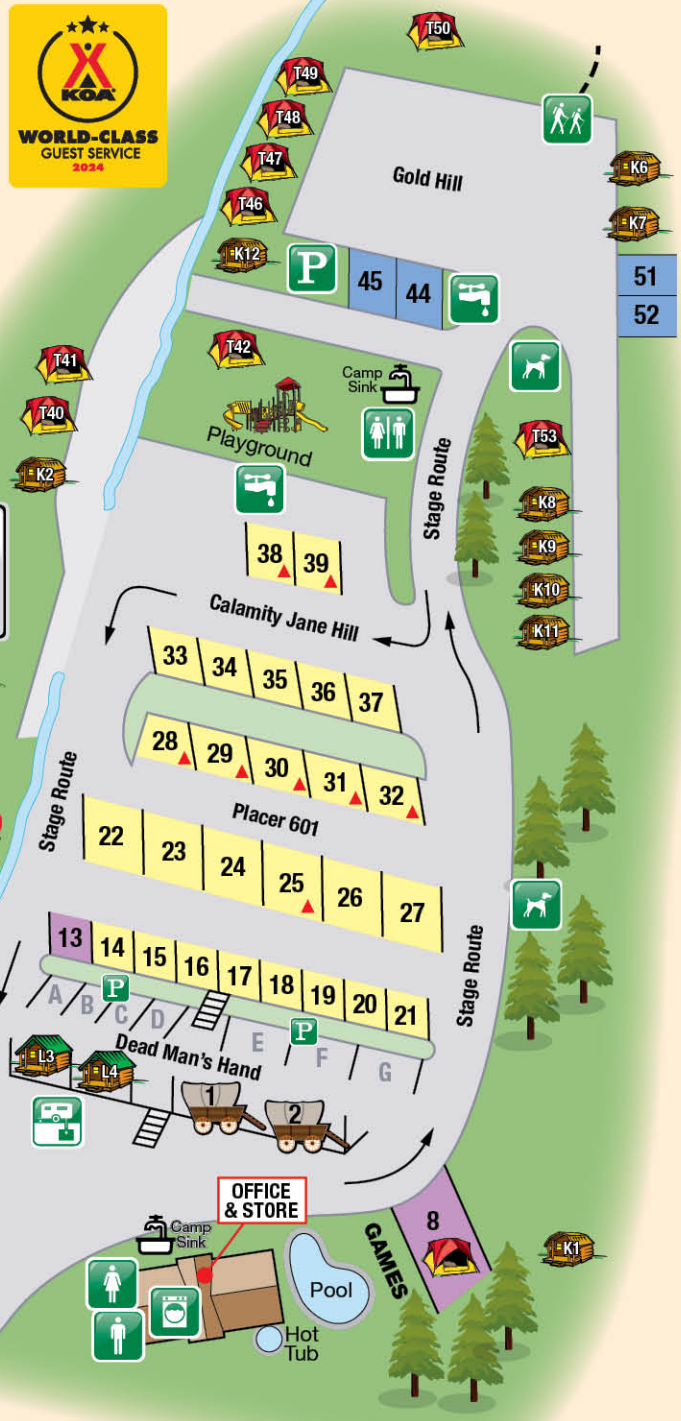 KOA
WORLD-CLASS
GUEST SERVICE
2024
T50
T49
T48
T47
T46
K12
Gold Hill
K6
K7
P
45
44
51
52
T41
T40
K2
T42
Camp
Sink
Playground
Stage Route
T53
K8
K9
K10
K11
38
39
Calamity Jane Hill
33
34
35
36
37
28
29
30
31
32
Placer 601
Stage Route
22
23
24
25
26
27
Stage Route
13
14
15
16
17
18
19
20
21
A
B
P
C
D
E
P
F
G
Dead Man's Hand
L3
L4
1
2
OFFICE
& STORE
Camp
Sink
Pool
Hot
Tub
GAMES
8
K1